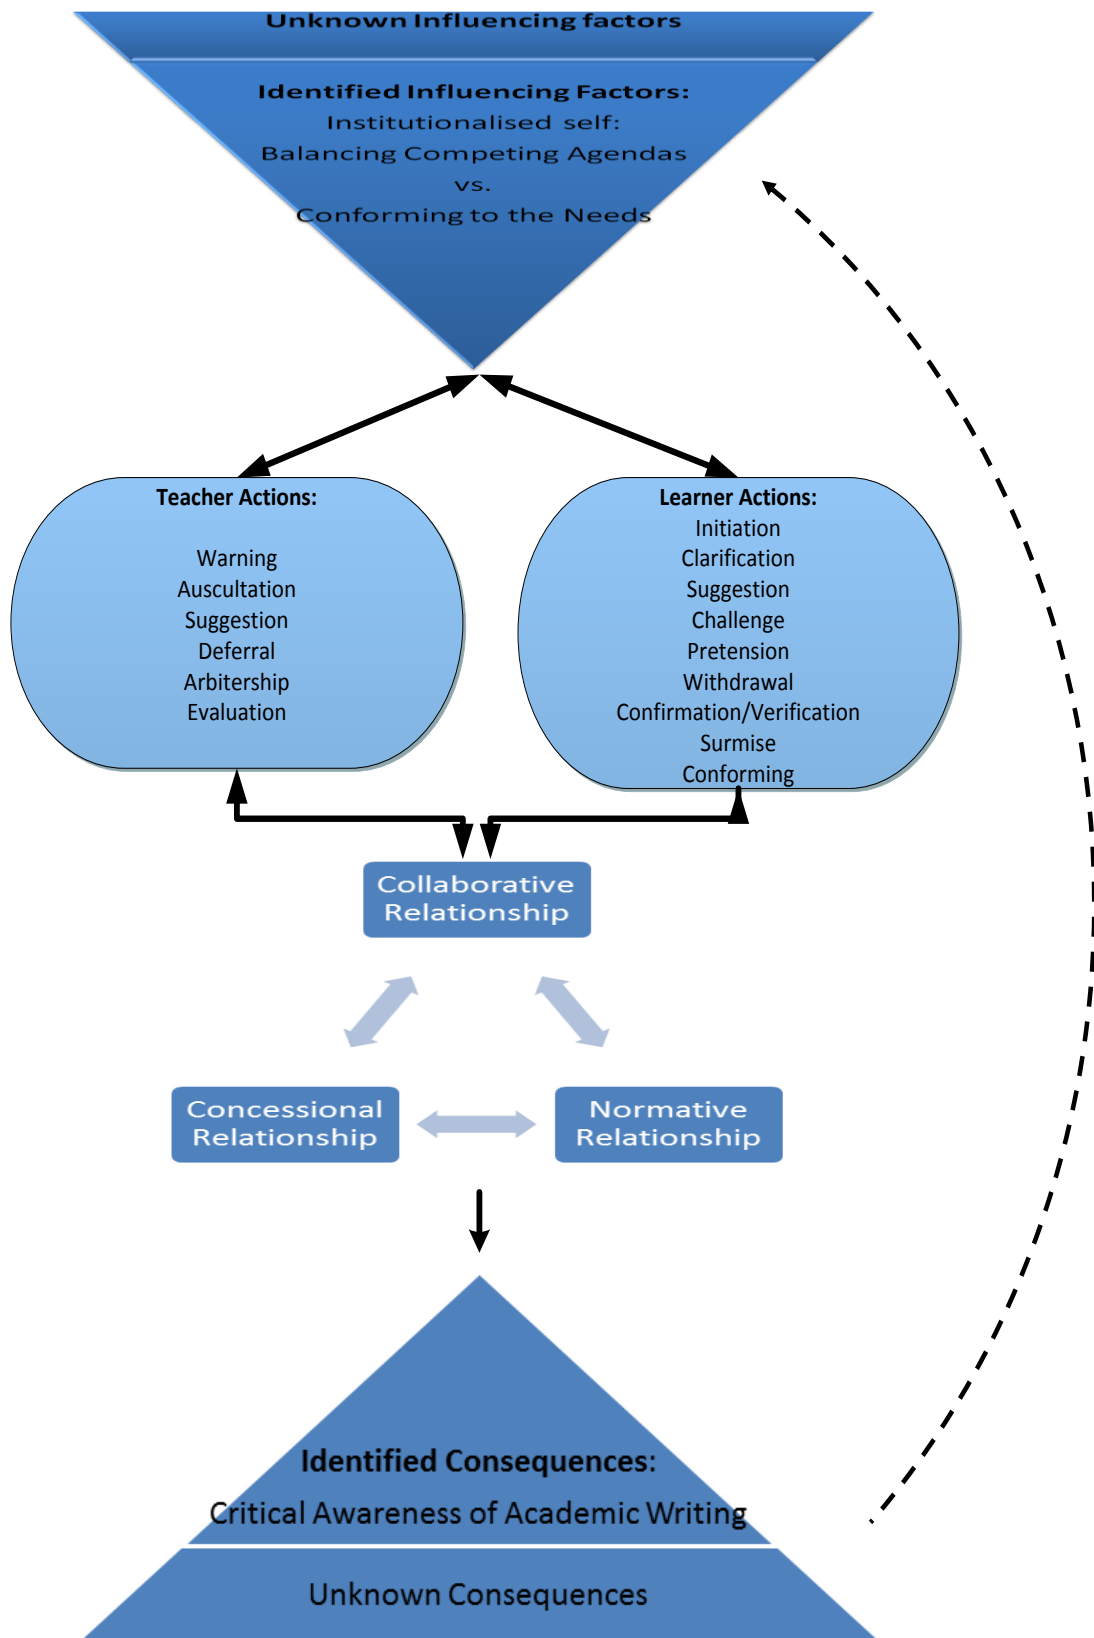 Unknown Influencing factors
Identified Influencing Factors:
Institutionalised self:
Balancing Competing Agendas
vs.
Conforming to the Needs
Teacher Actions:
Warning
Auscultation
Suggestion
Deferral
Arbitership
Evaluation
Learner Actions:
Initiation
Clarification
Suggestion
Challenge
Pretension
Withdrawal
Confirmation/Verification
Surmise
Conforming
Collaborative
Relationship
Concessional
Relationship
Normative
Relationship
Identified Consequences:
Critical Awareness of Academic Writing
Unknown Consequences